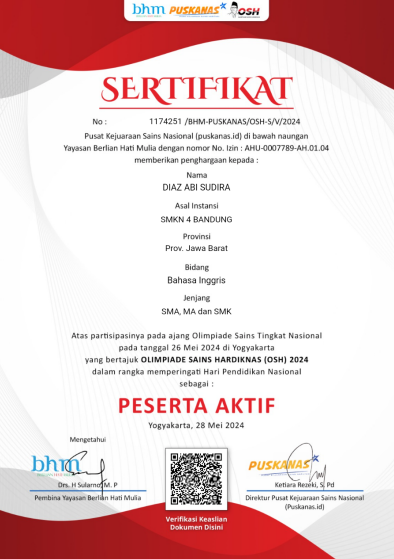 bhm PUSKANAS OSH
SERTIFIKAT
No : 1174251 /BHM-PUSKANAS/OSH-S/V/2024
Pusat Kejuaraan Sains Nasional (puskanas.id) di bawah naungan
Yayasan Berlian Hati Mulia dengan nomor No. Izin : AHU-0007789-AH.01.04
memberikan penghargaan kepada :
Nama
DIAZ ABI SUDIRA
Asal Instansi
SMKN 4 BANDUNG
Provinsi
Prov. Jawa Barat
Bidang
Bahasa Inggris
Jenjang
SMA, MA dan SMK
Atas partisipasinya pada ajang Olimpiade Sains Tingkat Nasional
pada tanggal 26 Mei 2024 di Yogyakarta
yang bertajuk OLIMPIADE SAINS HARDIKNAS (OSH) 2024
dalam rangka memperingati Hari Pendidikan Nasional
sebagai :
PESERTA AKTIF
Yogyakarta, 28 Mei 2024
Mengetahui
bhm
PUSKANAS
Drs. H Sularno, M. P
Pembina Yayasan Berlian Hati Mulia
Ketiara Rezeki, S. Pd
Direktur Pusat Kejuaraan Sains Nasional
(Puskanas.id)
Verifikasi Keaslian
Dokumen Disini